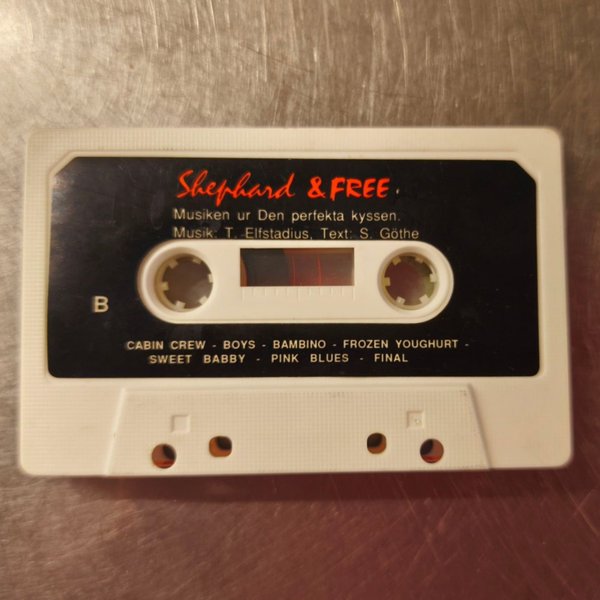 Shephard & FREE
Musiken ur Den perfekta kyssen.
Musik: T. Elfstadius, Text: S. Göthe
B
CABIN CREW - BOYS - BAMBINO - FROZEN YOUGHURT -
SWEET BABBY - PINK BLUES - FINAL